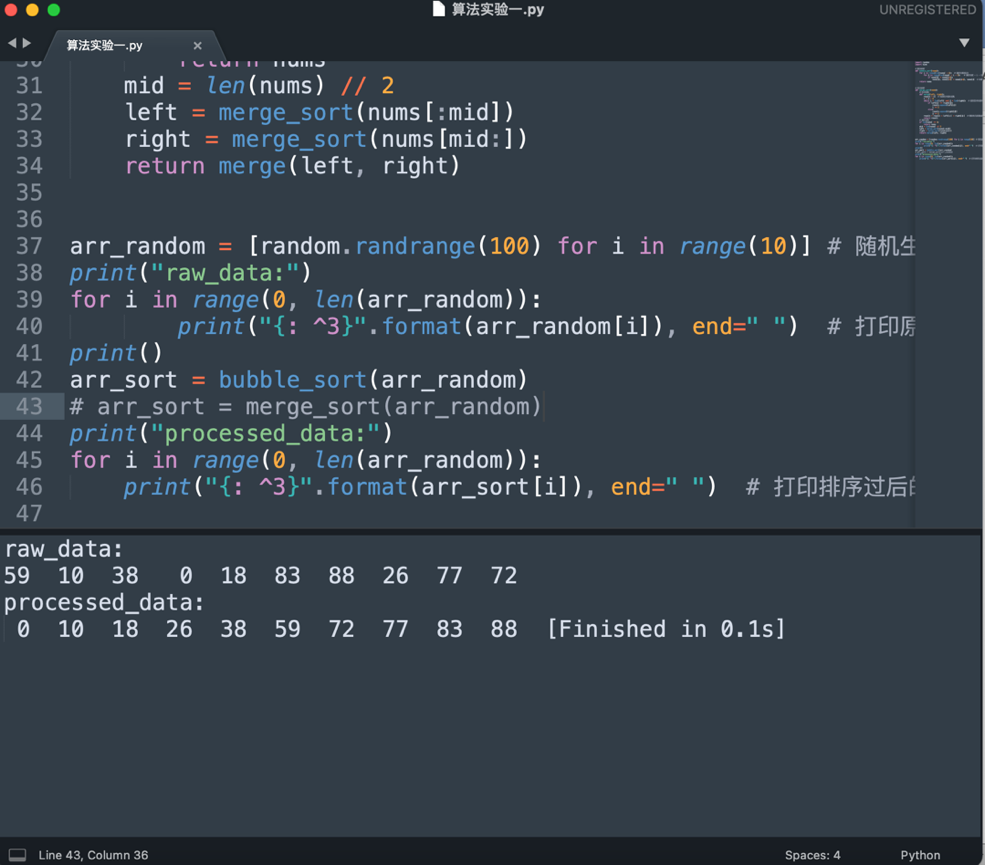 算法实验一.py
UNREGISTERED
算法实验一.py ×
30 return nums
31 mid = len(nums) // 2
32 left = merge_sort(nums[:mid])
33 right = merge_sort(nums[mid:])
34 return merge(left, right)
35
36
37 arr_random = [random.randrange(100) for i in range(10)] # 随机生
38 print("raw_data:")
39 for i in range(0, len(arr_random)):
40 print("{: ^3}".format(arr_random[i]), end=" ") # 打印原
41 print()
42 arr_sort = bubble_sort(arr_random)
43 # arr_sort = merge_sort(arr_random)
44 print("processed_data:")
45 for i in range(0, len(arr_random)):
46 print("{: ^3}".format(arr_sort[i]), end=" ") # 打印排序过后的
47
raw_data:
59 10 38 0 18 83 88 26 77 72
processed_data:
0 10 18 26 38 59 72 77 83 88 [Finished in 0.1s]
Line 43, Column 36
Spaces: 4
Python